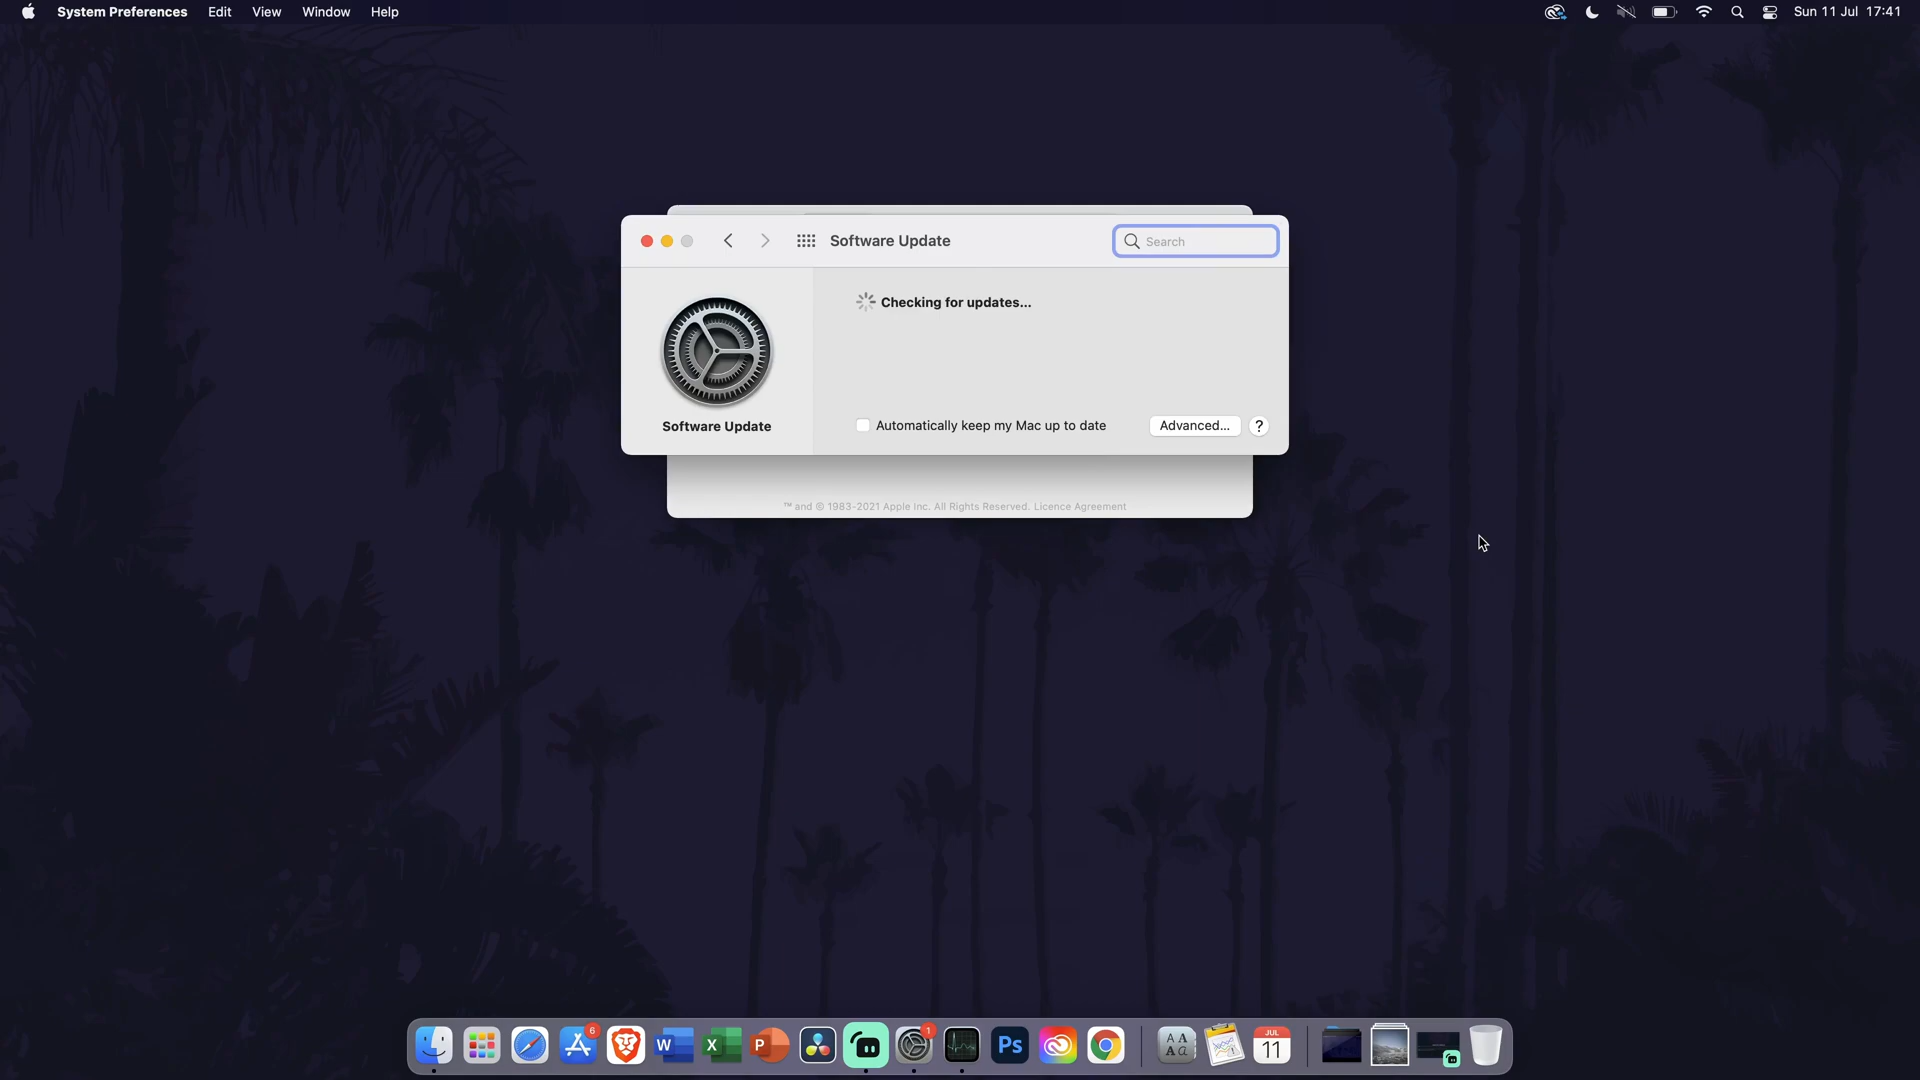 System Preferences Edit View Window Help Sun 11 Jul 17:41
Software Update
Search
Checking for updates...
Software Update
Automatically keep my Mac up to date
Advanced...
?
™ and © 1983-2021 Apple Inc. All Rights Reserved. Licence Agreement
6
W
X
P
1
Ps
A A
A a
JUL
11